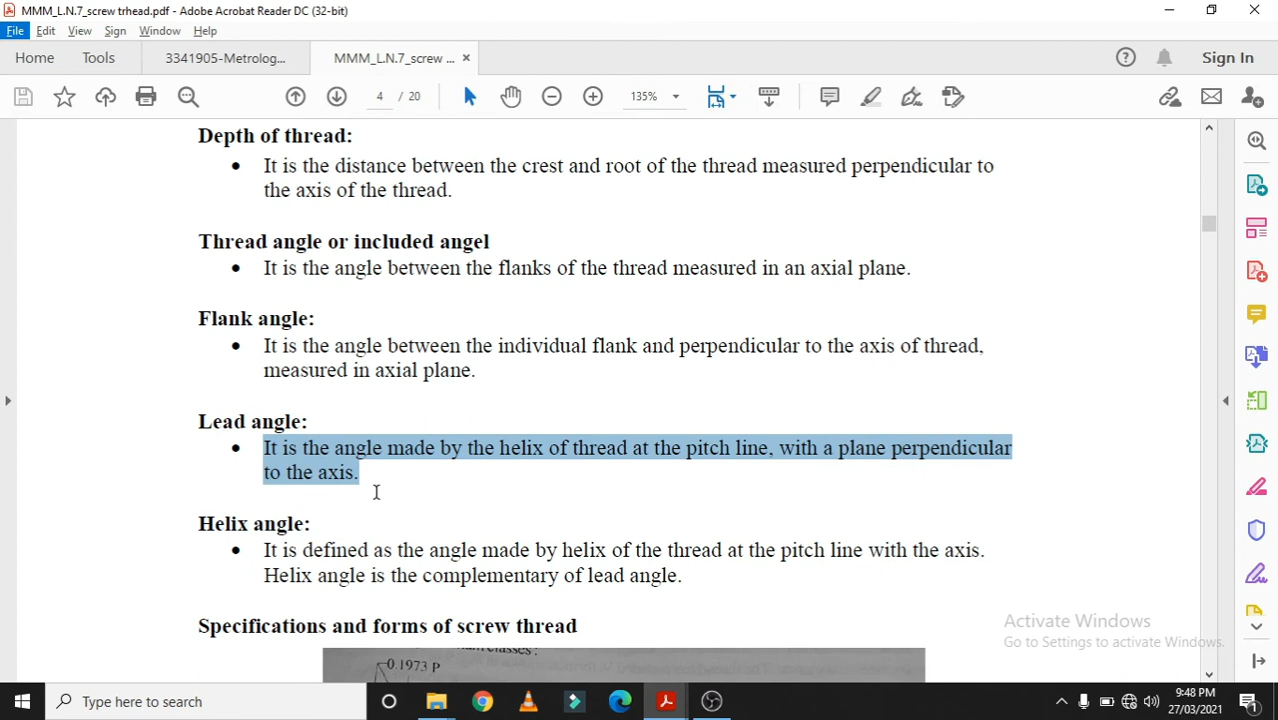 MMM_L.N.7_screw trhead.pdf - Adobe Acrobat Reader DC (32-bit)
File Edit View Sign Window Help
Home Tools 3341905-Metrolog... MMM_L.N.7_screw ... × Sign In
4 / 20 135%
Depth of thread:
• It is the distance between the crest and root of the thread measured perpendicular to
the axis of the thread.
Thread angle or included angel
• It is the angle between the flanks of the thread measured in an axial plane.
Flank angle:
• It is the angle between the individual flank and perpendicular to the axis of thread,
measured in axial plane.
Lead angle:
• It is the angle made by the helix of thread at the pitch line, with a plane perpendicular
to the axis.
Helix angle:
• It is defined as the angle made by helix of the thread at the pitch line with the axis.
Helix angle is the complementary of lead angle.
Specifications and forms of screw thread
classes :
0.1973 P
Activate Windows
Go to Settings to activate Windows.
Type here to search
9:48 PM
27/03/2021
1